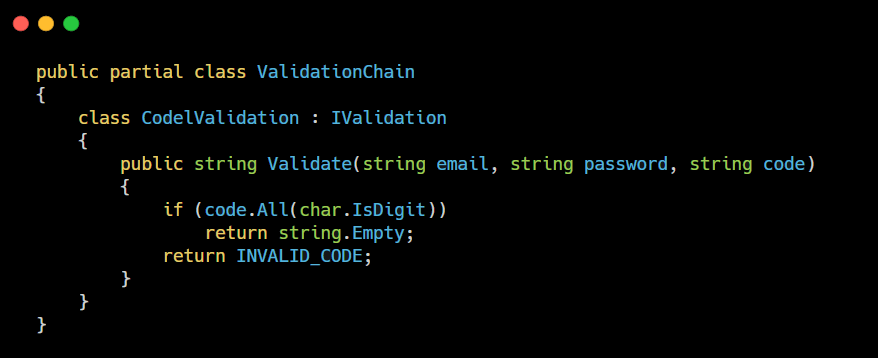 public partial class ValidationChain
{
    class CodelValidation : IValidation
    {
        public string Validate(string email, string password, string code)
        {
            if (code.All(char.IsDigit))
                return string.Empty;
            return INVALID_CODE;
        }
    }
}